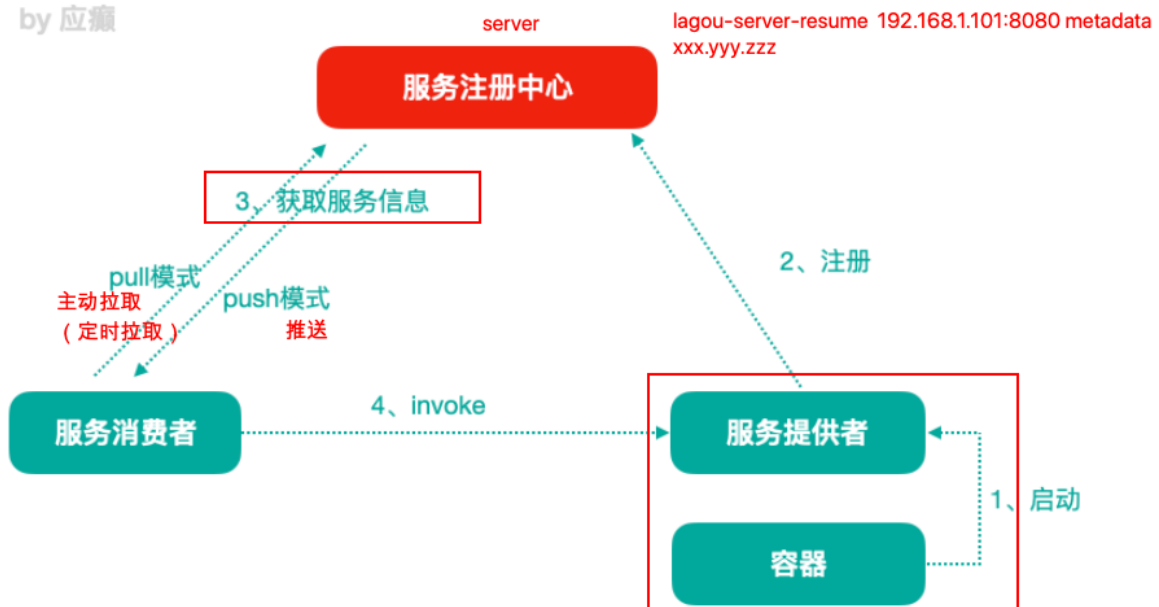 by 应癫
server
lagou-server-resume 192.168.1.101:8080 metadata
xxx.yyy.zzz
服务注册中心
3、获取服务信息
2、注册
pull模式
主动拉取
（定时拉取）
push模式
推送
服务消费者
4、invoke
服务提供者
1、启动
容器